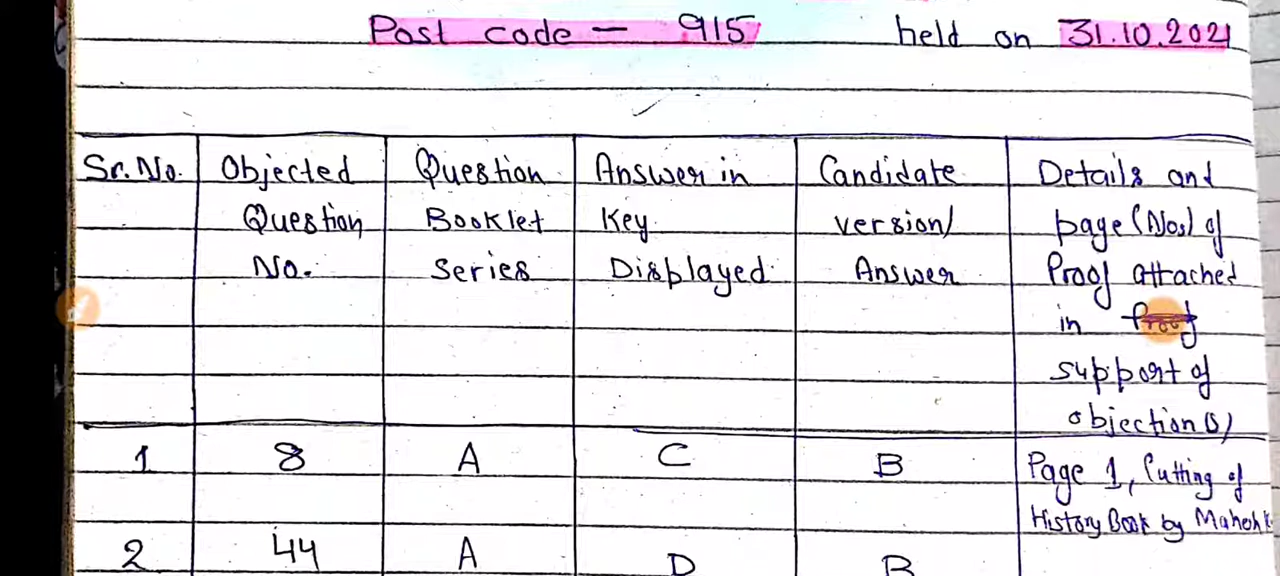 Post code - 915 held on 31.10.2021
Sr.No. Objected Question Answer in Candidate Details and
Question Booklet Key version/ page (Nos) of
No. Series Displayed Answer Proof attached
in Proof
support of
objection(s)
1 8 A C B Page 1, Cutting of
History Book by
2 44 A D B